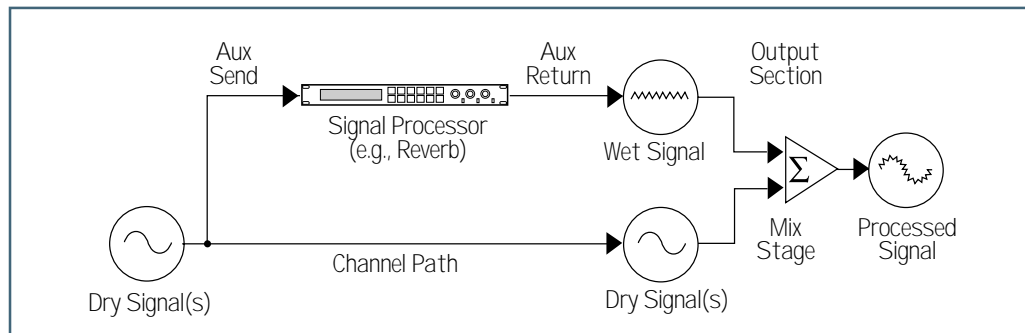 Aux
Send
Aux
Return
Output
Section
Signal Processor
(e.g., Reverb)
Wet Signal
Σ
Mix
Stage
Processed
Signal
Channel Path
Dry Signal(s)
Dry Signal(s)